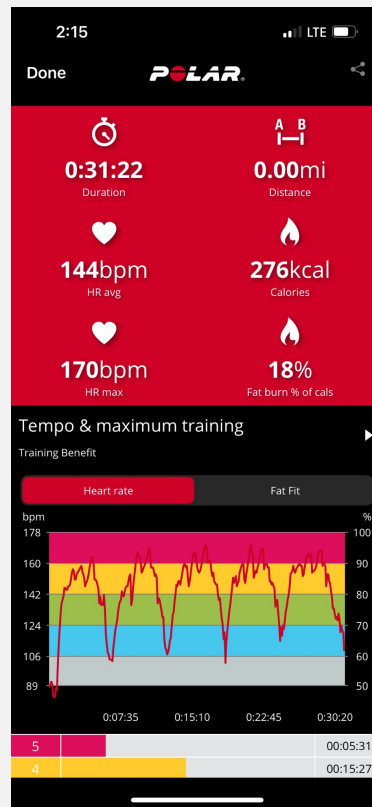 2:15 LTE
Done POLAR.
A B
0:31:22 0.00mi
Duration Distance
144bpm 276kcal
HR avg Calories
170bpm 18%
HR max Fat burn % of cals
Tempo & maximum training
Training Benefit
Heart rate Fat Fit
bpm %
178 100
160 90
142 80
124 70
106 60
89 50
0:07:35 0:15:10 0:22:45 0:30:20
5 00:05:31
4 00:15:27